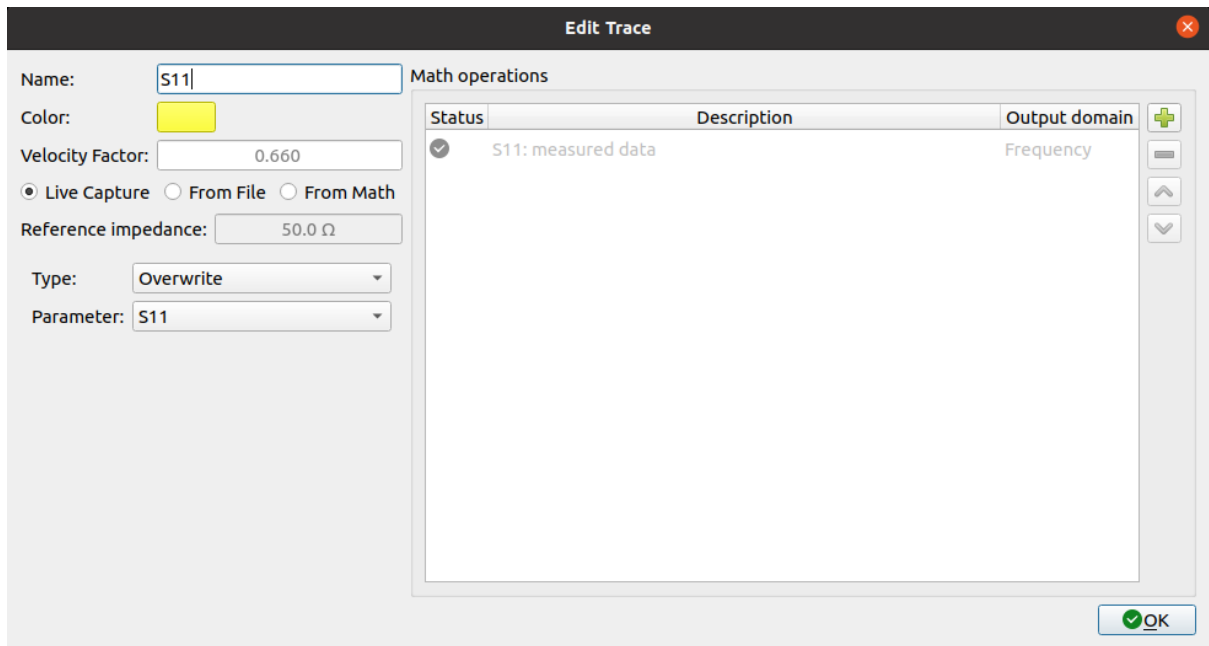 Edit Trace
Name: S11
Color:
Velocity Factor: 0.660
Live Capture From File From Math
Reference impedance: 50.0 Ω
Type: Overwrite
Parameter: S11
Math operations
Status Description Output domain
S11: measured data Frequency
OK